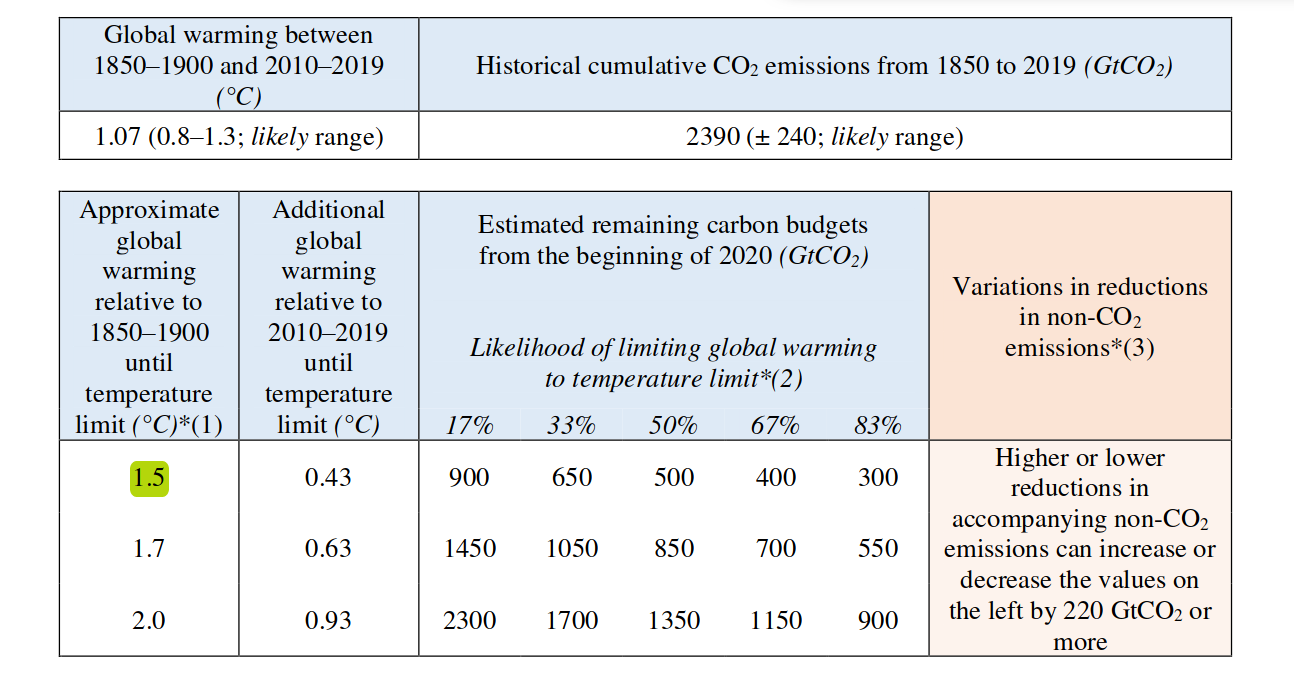 Global warming between
1850–1900 and 2010–2019
(°C)
Historical cumulative CO₂ emissions from 1850 to 2019 (GtCO₂)
1.07 (0.8–1.3; likely range)
2390 (± 240; likely range)
Approximate
global
warming
relative to
1850–1900
until
temperature
limit (°C)*(1)
Additional
global
warming
relative to
2010–2019
until
temperature
limit (°C)
Estimated remaining carbon budgets
from the beginning of 2020 (GtCO₂)
Likelihood of limiting global warming
to temperature limit*(2)
17% 33% 50% 67% 83%
Variations in reductions
in non-CO₂
emissions*(3)
1.5 0.43 900 650 500 400 300
1.7 0.63 1450 1050 850 700 550
2.0 0.93 2300 1700 1350 1150 900
Higher or lower
reductions in
accompanying non-CO₂
emissions can increase or
decrease the values on
the left by 220 GtCO₂ or
more